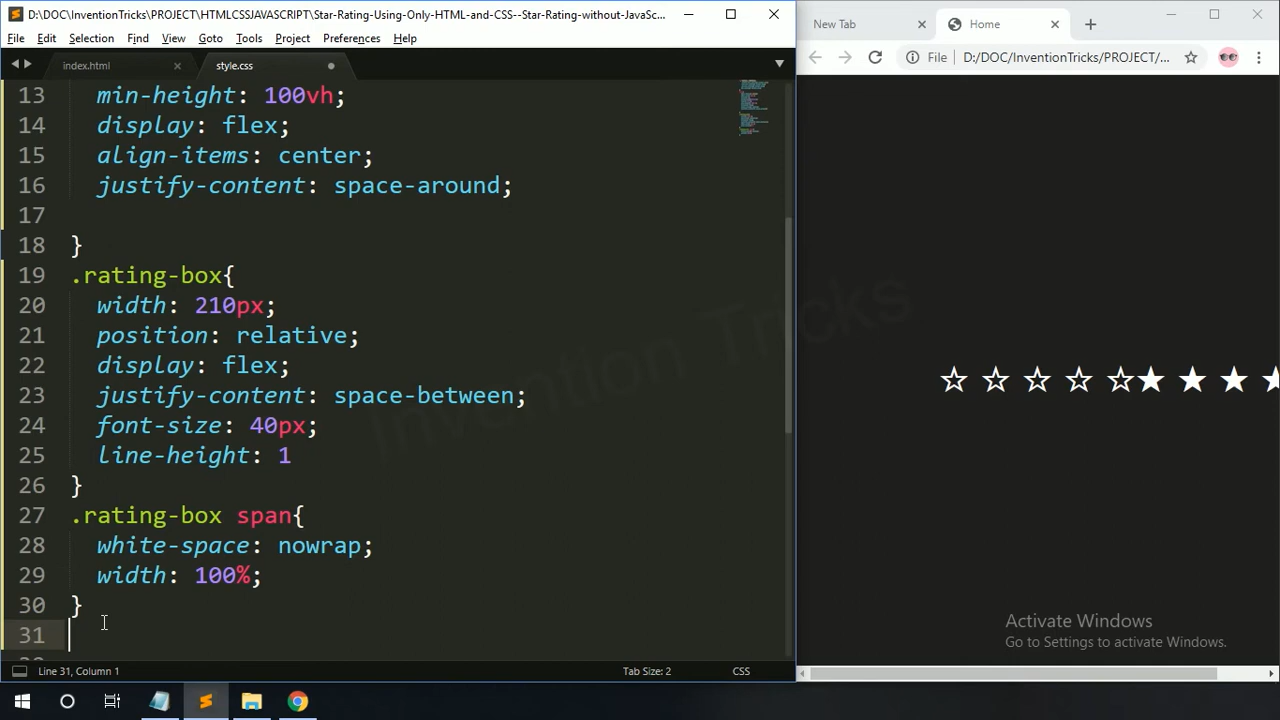 D:\DOC\InventionTricks\PROJECT\HTMLCSSJAVASCRIPT\Star-Rating-Using-Only-HTML-and-CSS--Star-Rating-without-JavaSc...
File Edit Selection Find View Goto Tools Project Preferences Help
index.html style.css
13 min-height: 100vh;
14 display: flex;
15 align-items: center;
16 justify-content: space-around;
17
18 }
19 .rating-box{
20 width: 210px;
21 position: relative;
22 display: flex;
23 justify-content: space-between;
24 font-size: 40px;
25 line-height: 1
26 }
27 .rating-box span{
28 white-space: nowrap;
29 width: 100%;
30 }
31
Line 31, Column 1 Tab Size: 2 CSS
New Tab Home
File D:/DOC/InventionTricks/PROJECT/...
☆ ☆ ☆ ☆ ☆★ ★ ★ ★
Invention Tricks
Activate Windows
Go to Settings to activate Windows.